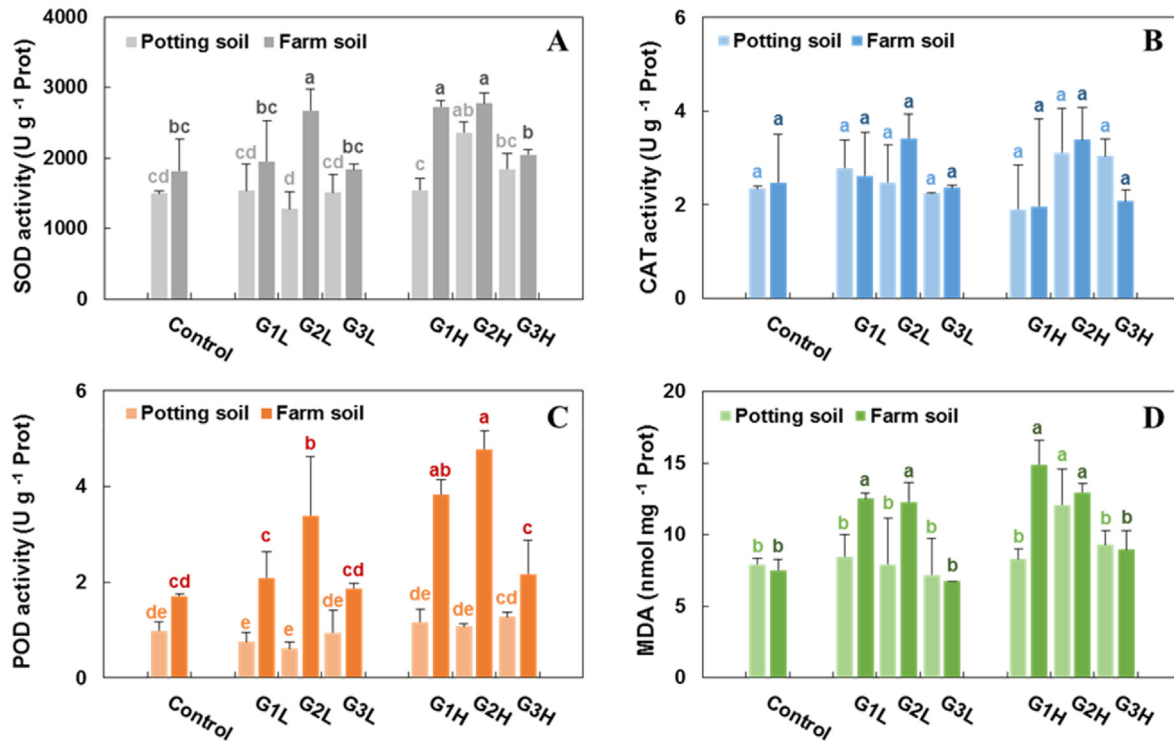 5000
4000
3000
2000
1000
0
SOD activity (U g -1 Prot)
Potting soil Farm soil
A
cd bc cd bc d a cd bc c a ab a bc b
Control G1L G2L G3L G1H G2H G3H
6
4
2
0
CAT activity (U g -1 Prot)
Potting soil Farm soil
B
a a a a a a a a a a a a a a
Control G1L G2L G3L G1H G2H G3H
6
4
2
0
POD activity (U g -1 Prot)
Potting soil Farm soil
C
de cd e c e b de cd de ab de a cd c
Control G1L G2L G3L G1H G2H G3H
20
15
10
5
0
MDA (nmol mg -1 Prot)
Potting soil Farm soil
D
b b b a b a b b b a a a b b
Control G1L G2L G3L G1H G2H G3H